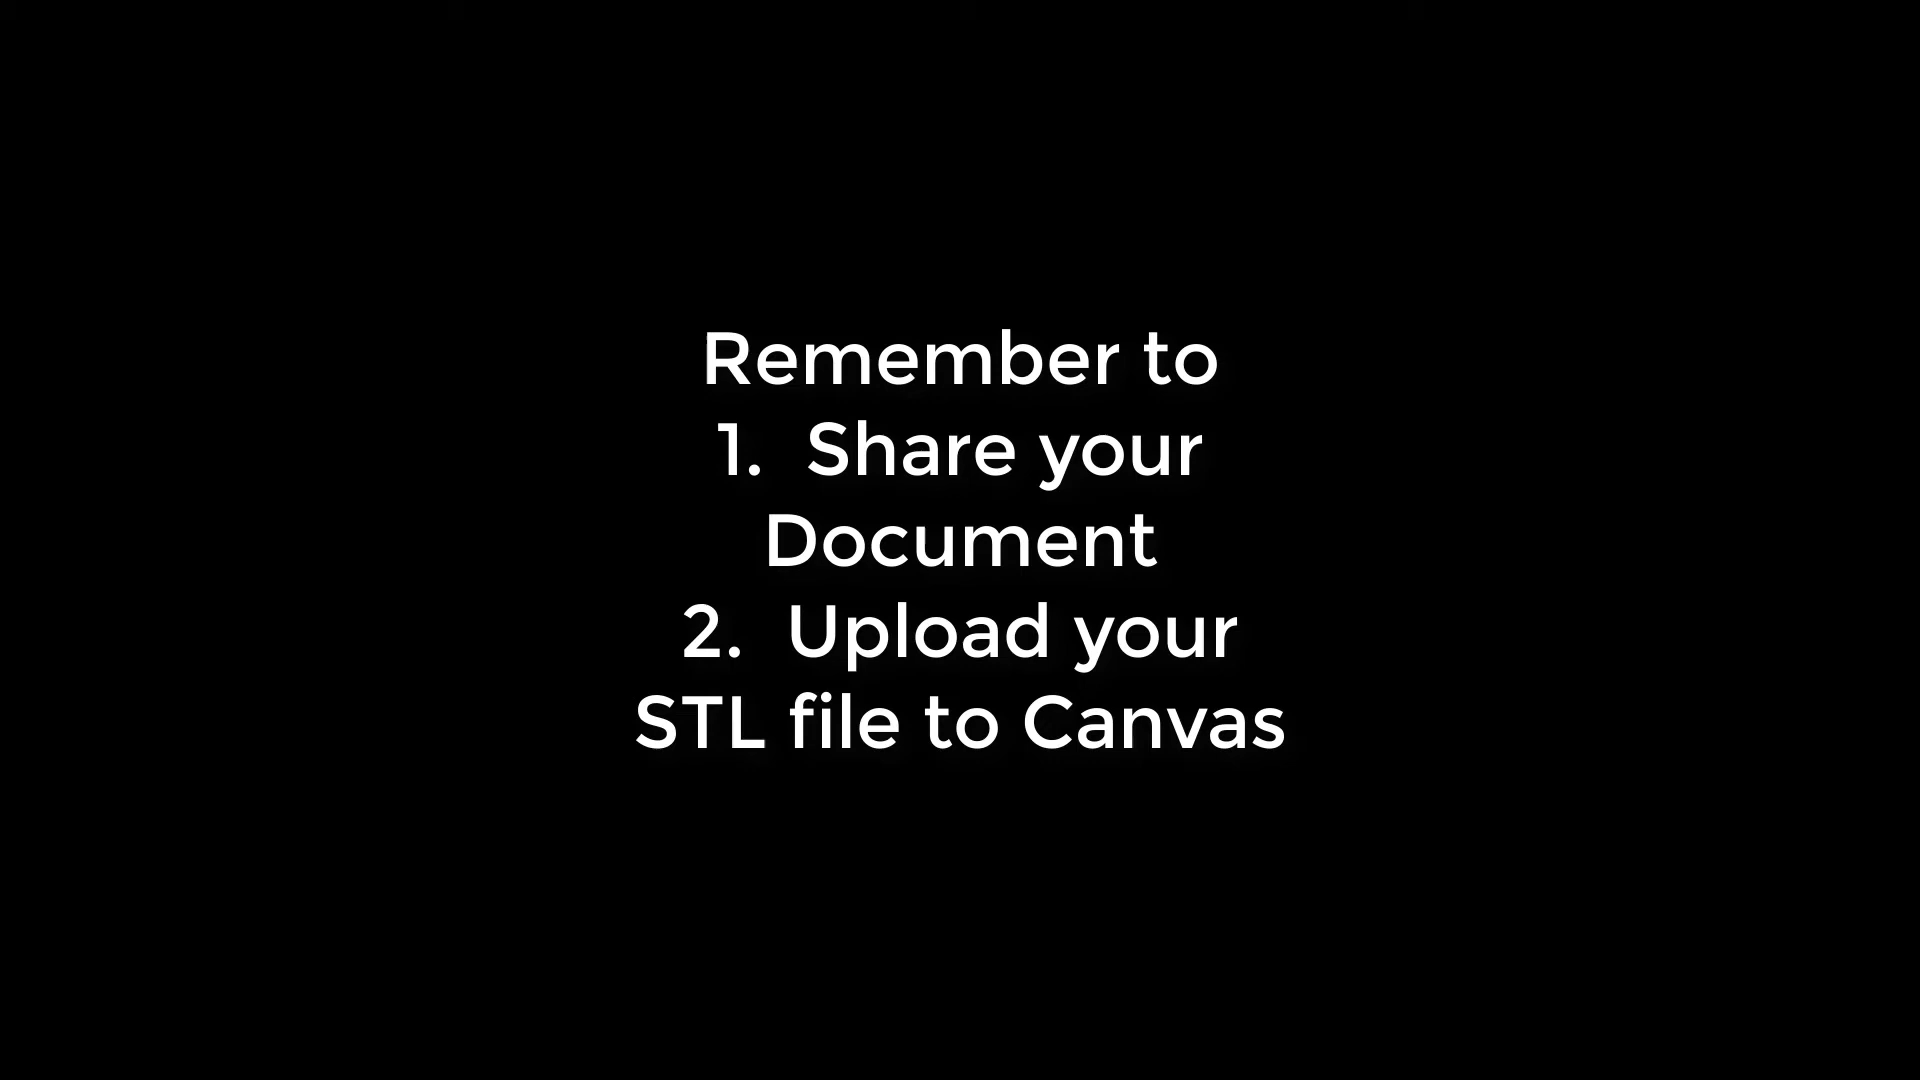 Remember to
1.  Share your
Document
2.  Upload your
STL file to Canvas